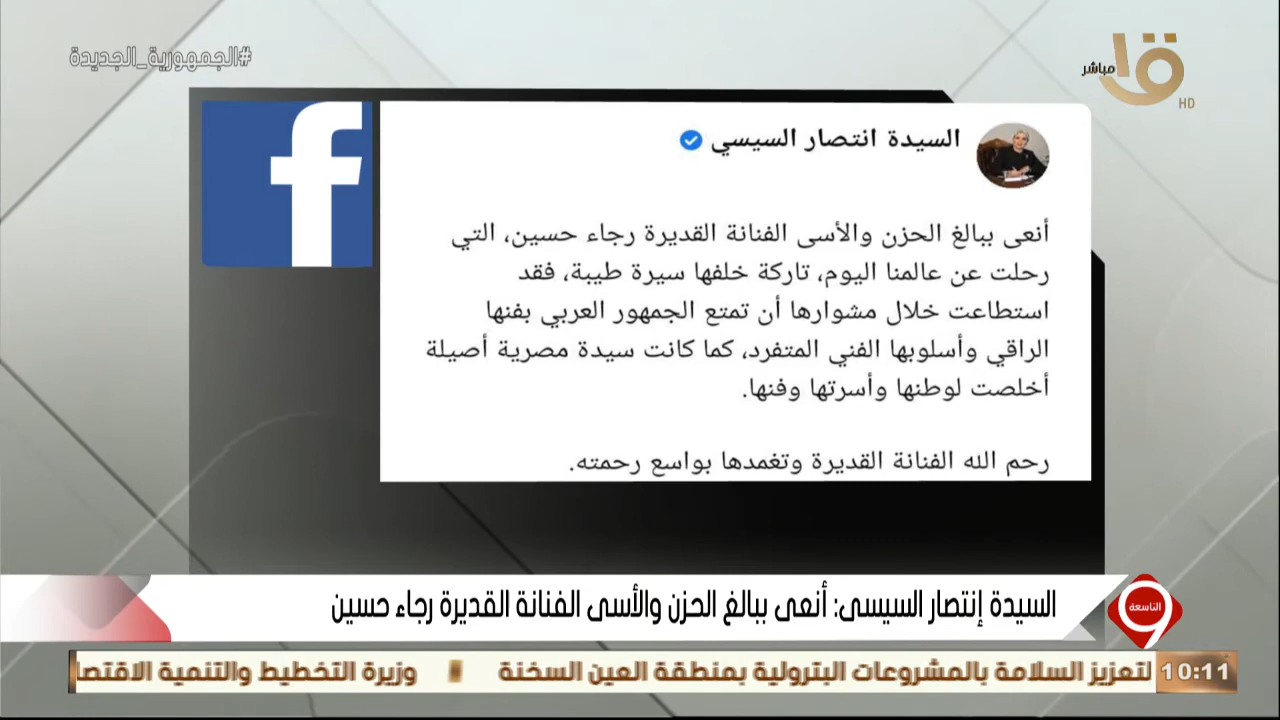 #الجمهورية_الجديدة
مباشر
HD
السيدة انتصار السيسي
أنعى ببالغ الحزن والأسى الفنانة القديرة رجاء حسين، التي
رحلت عن عالمنا اليوم، تاركة خلفها سيرة طيبة، فقد
استطاعت خلال مشوارها أن تمتع الجمهور العربي بفنها
الراقي وأسلوبها الفني المتفرد، كما كانت سيدة مصرية أصيلة
أخلصت لوطنها وأسرتها وفنها.
رحم الله الفنانة القديرة وتغمدها بواسع رحمته.
السيدة إنتصار السيسى: أنعى ببالغ الحزن والأسى الفنانة القديرة رجاء حسين
التاسعة
10:11 لتعزيز السلامة بالمشروعات البترولية بمنطقة العين السخنة وزيرة التخطيط والتنمية